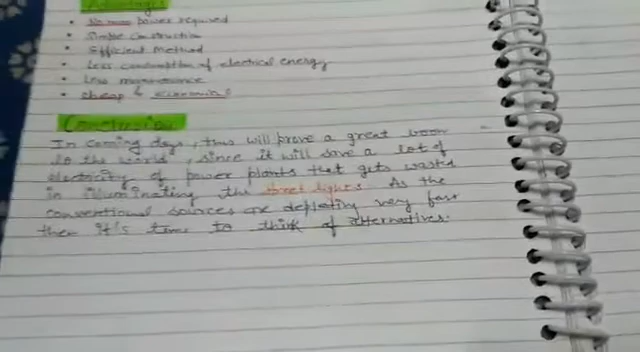 Advantages
• No man power required
• Simple construction
• Efficient method
• Less consumption of electrical energy
• Less maintenance
• cheap & economical
Conclusion
In coming days, this will prove a great boon
to the world, since it will save a lot of
electricity of power plants that gets wasted
in illuminating the street lights. As the
conventional sources are depleting very fast
then it's time to think of alternatives.